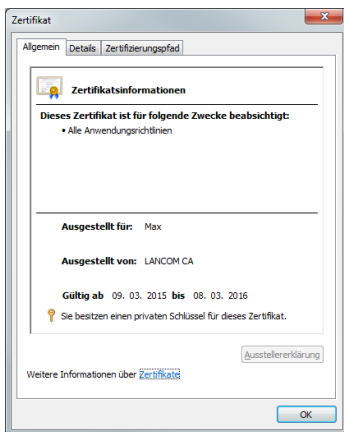 Zertifikat
Allgemein Details Zertifizierungspfad
Zertifikatsinformationen
Dieses Zertifikat ist für folgende Zwecke beabsichtigt:
• Alle Anwendungsrichtlinien
Ausgestellt für: Max
Ausgestellt von: LANCOM CA
Gültig ab 09. 03. 2015 bis 08. 03. 2016
Sie besitzen einen privaten Schlüssel für dieses Zertifikat.
Ausstellererklärung
Weitere Informationen über Zertifikate
OK